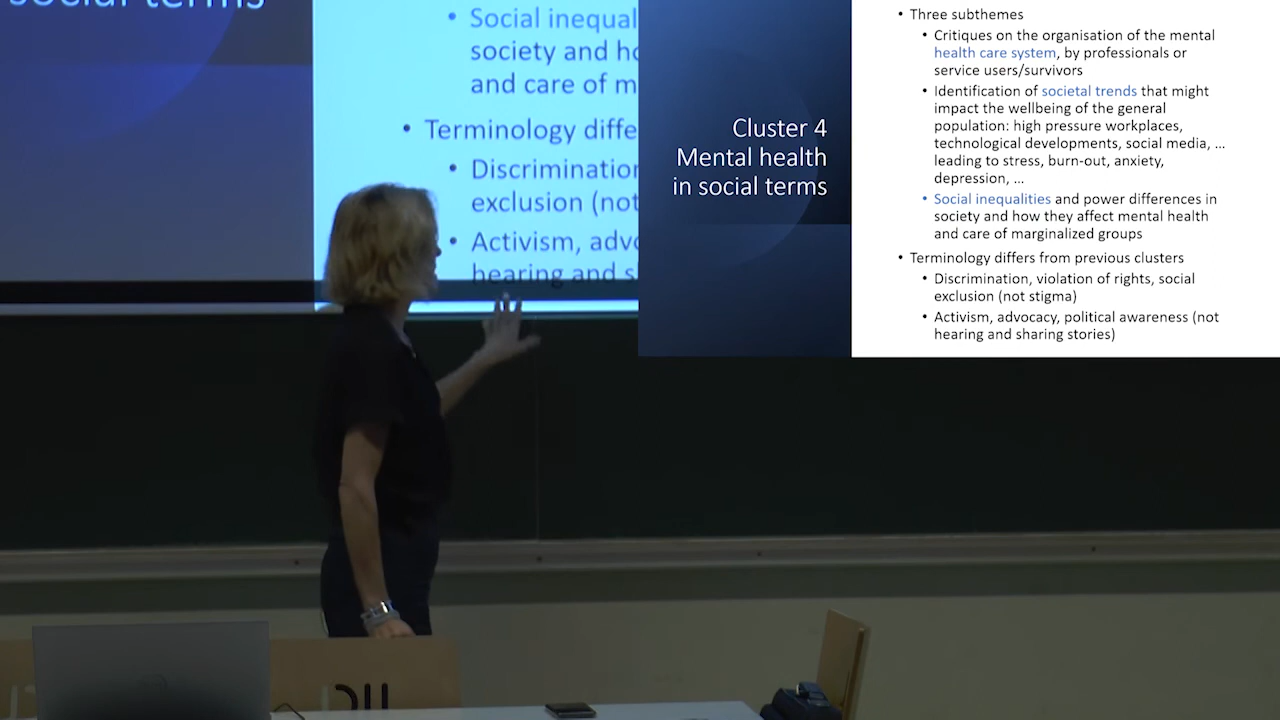 social terms
• Social inequal
society and ho
and care of m
• Terminology diffe
• Discrimination
exclusion (not
• Activism, advo
hearing and s
Cluster 4
Mental health
in social terms
• Three subthemes
• Critiques on the organisation of the mental
health care system, by professionals or
service users/survivors
• Identification of societal trends that might
impact the wellbeing of the general
population: high pressure workplaces,
technological developments, social media, ...
leading to stress, burn-out, anxiety,
depression, ...
• Social inequalities and power differences in
society and how they affect mental health
and care of marginalized groups
• Terminology differs from previous clusters
• Discrimination, violation of rights, social
exclusion (not stigma)
• Activism, advocacy, political awareness (not
hearing and sharing stories)